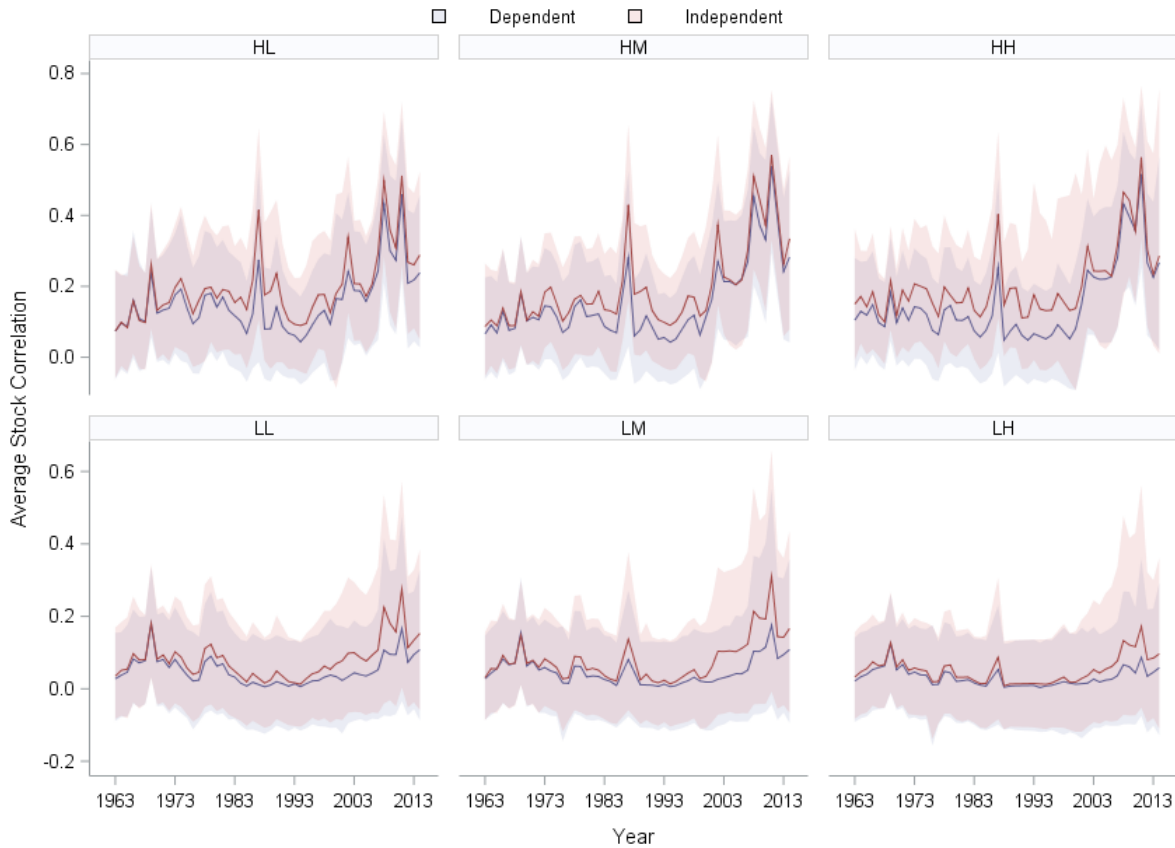 Dependent Independent
HL HM HH
0.8
0.6
0.4
0.2
0.0
Average Stock Correlation
LL LM LH
0.6
0.4
0.2
0.0
-0.2
1963 1973 1983 1993 2003 2013 1963 1973 1983 1993 2003 2013 1963 1973 1983 1993 2003 2013
Year